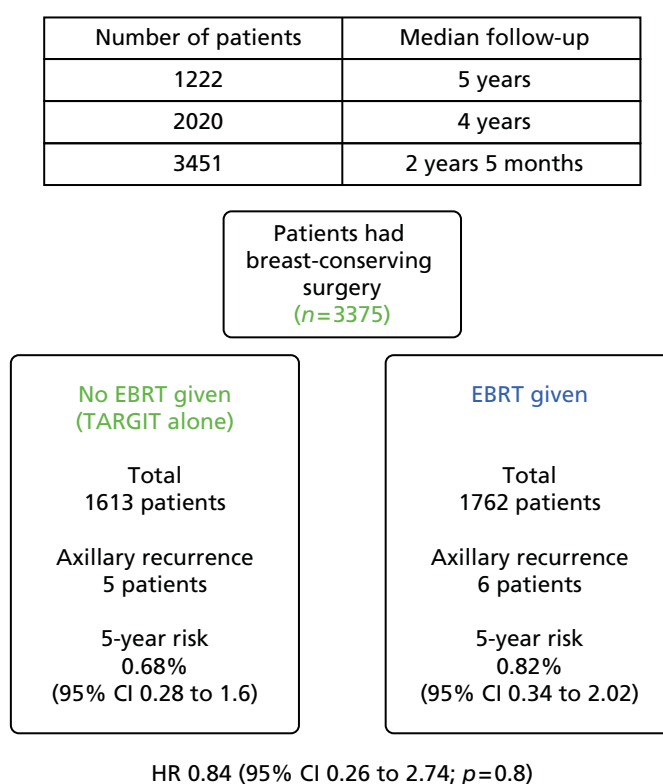 Number of patients Median follow-up
1222 5 years
2020 4 years
3451 2 years 5 months
Patients had
breast-conserving
surgery
(n=3375)
No EBRT given
(TARGIT alone)
Total
1613 patients
Axillary recurrence
5 patients
5-year risk
0.68%
(95% CI 0.28 to 1.6)
EBRT given
Total
1762 patients
Axillary recurrence
6 patients
5-year risk
0.82%
(95% CI 0.34 to 2.02)
HR 0.84 (95% CI 0.26 to 2.74; p=0.8)